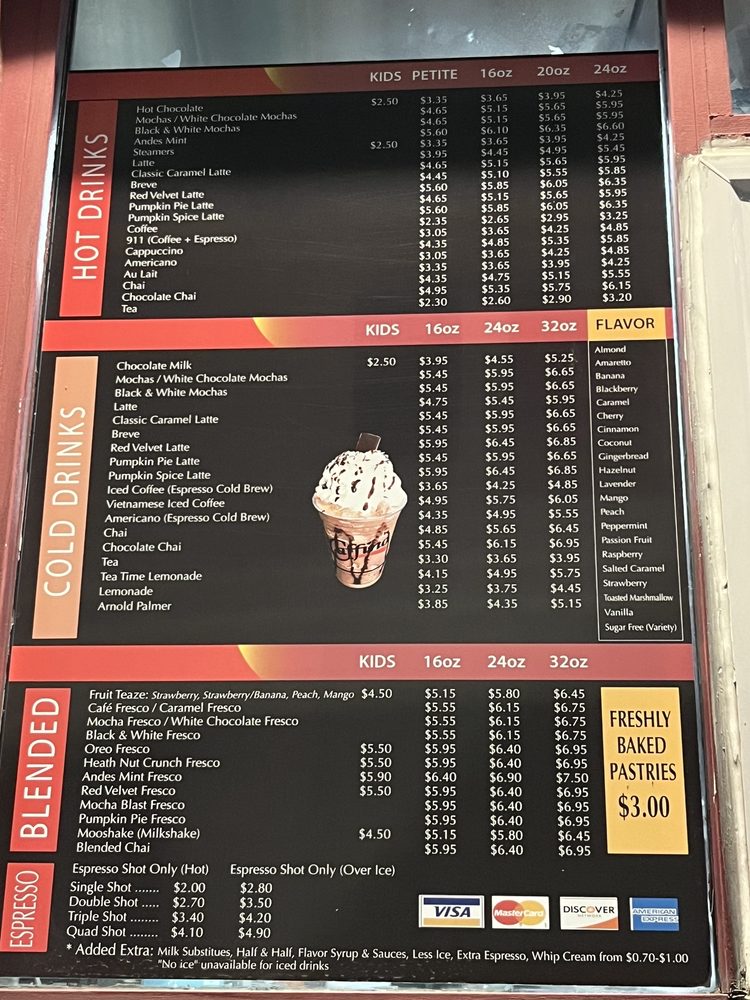 KIDS PETITE 16oz 20oz 24oz
HOT DRINKS
Hot Chocolate $2.50 $3.35 $3.65 $3.95 $4.25
Mochas / White Chocolate Mochas $4.65 $5.15 $5.65 $5.95
Black & White Mochas $4.65 $5.15 $5.65 $5.95
Andes Mint $5.60 $6.10 $6.35 $6.60
Steamers $2.50 $3.35 $3.65 $3.95 $4.25
Latte $3.95 $4.45 $4.95 $5.45
Classic Caramel Latte $4.65 $5.15 $5.65 $5.95
Breve $4.45 $5.10 $5.55 $5.85
Red Velvet Latte $5.60 $5.85 $6.05 $6.35
Pumpkin Pie Latte $4.65 $5.15 $5.65 $5.95
Pumpkin Spice Latte $5.60 $5.85 $6.05 $6.35
Coffee $2.35 $2.65 $2.95 $3.25
911 (Coffee + Espresso) $3.05 $3.65 $4.25 $4.85
Cappuccino $4.35 $4.85 $5.35 $5.85
Americano $3.05 $3.65 $4.25 $4.85
Au Lait $3.35 $3.65 $3.95 $4.25
Chai $4.35 $4.75 $5.15 $5.55
Chocolate Chai $4.95 $5.35 $5.75 $6.15
Tea $2.30 $2.60 $2.90 $3.20
KIDS 16oz 24oz 32oz
COLD DRINKS
Chocolate Milk $2.50 $3.95 $4.55 $5.25
Mochas / White Chocolate Mochas $5.45 $5.95 $6.65
Black & White Mochas $5.45 $5.95 $6.65
Latte $4.75 $5.45 $5.95
Classic Caramel Latte $5.45 $5.95 $6.65
Breve $5.45 $5.95 $6.65
Red Velvet Latte $5.95 $6.45 $6.85
Pumpkin Pie Latte $5.45 $5.95 $6.65
Pumpkin Spice Latte $5.95 $6.45 $6.85
Iced Coffee (Espresso Cold Brew) $3.65 $4.25 $4.85
Vietnamese Iced Coffee $4.95 $5.75 $6.05
Americano (Espresso Cold Brew) $4.35 $4.95 $5.55
Chai $4.85 $5.65 $6.45
Chocolate Chai $5.45 $6.15 $6.95
Tea $3.30 $3.65 $3.95
Tea Time Lemonade $4.15 $4.95 $5.75
Lemonade $3.25 $3.75 $4.45
Arnold Palmer $3.85 $4.35 $5.15
FLAVOR
Almond
Amaretto
Banana
Blackberry
Caramel
Cherry
Cinnamon
Coconut
Gingerbread
Hazelnut
Lavender
Mango
Peach
Peppermint
Passion Fruit
Raspberry
Salted Caramel
Strawberry
Toasted Marshmallow
Vanilla
Sugar Free (Variety)
KIDS 16oz 24oz 32oz
BLENDED
Fruit Teaze: Strawberry, Strawberry/Banana, Peach, Mango $4.50 $5.15 $5.80 $6.45
Café Fresco / Caramel Fresco $5.55 $6.15 $6.75
Mocha Fresco / White Chocolate Fresco $5.55 $6.15 $6.75
Black & White Fresco $5.55 $6.15 $6.75
Oreo Fresco $5.50 $5.95 $6.40 $6.95
Heath Nut Crunch Fresco $5.50 $5.95 $6.40 $6.95
Andes Mint Fresco $5.90 $6.40 $6.90 $7.50
Red Velvet Fresco $5.50 $5.95 $6.40 $6.95
Mocha Blast Fresco $5.95 $6.40 $6.95
Pumpkin Pie Fresco $5.95 $6.40 $6.95
Mooshake (Milkshake) $4.50 $5.15 $5.80 $6.45
Blended Chai $5.95 $6.40 $6.95
FRESHLY
BAKED
PASTRIES
$3.00
ESPRESSO
Espresso Shot Only (Hot) Espresso Shot Only (Over Ice)
Single Shot ....... $2.00 $2.80
Double Shot ..... $2.70 $3.50
Triple Shot ........ $3.40 $4.20
Quad Shot ........ $4.10 $4.90
VISA MasterCard DISCOVER NETWORK AMERICAN EXPRESS
* Added Extra: Milk Substitues, Half & Half, Flavor Syrup & Sauces, Less Ice, Extra Espresso, Whip Cream from $0.70-$1.00
"No ice" unavailable for iced drinks